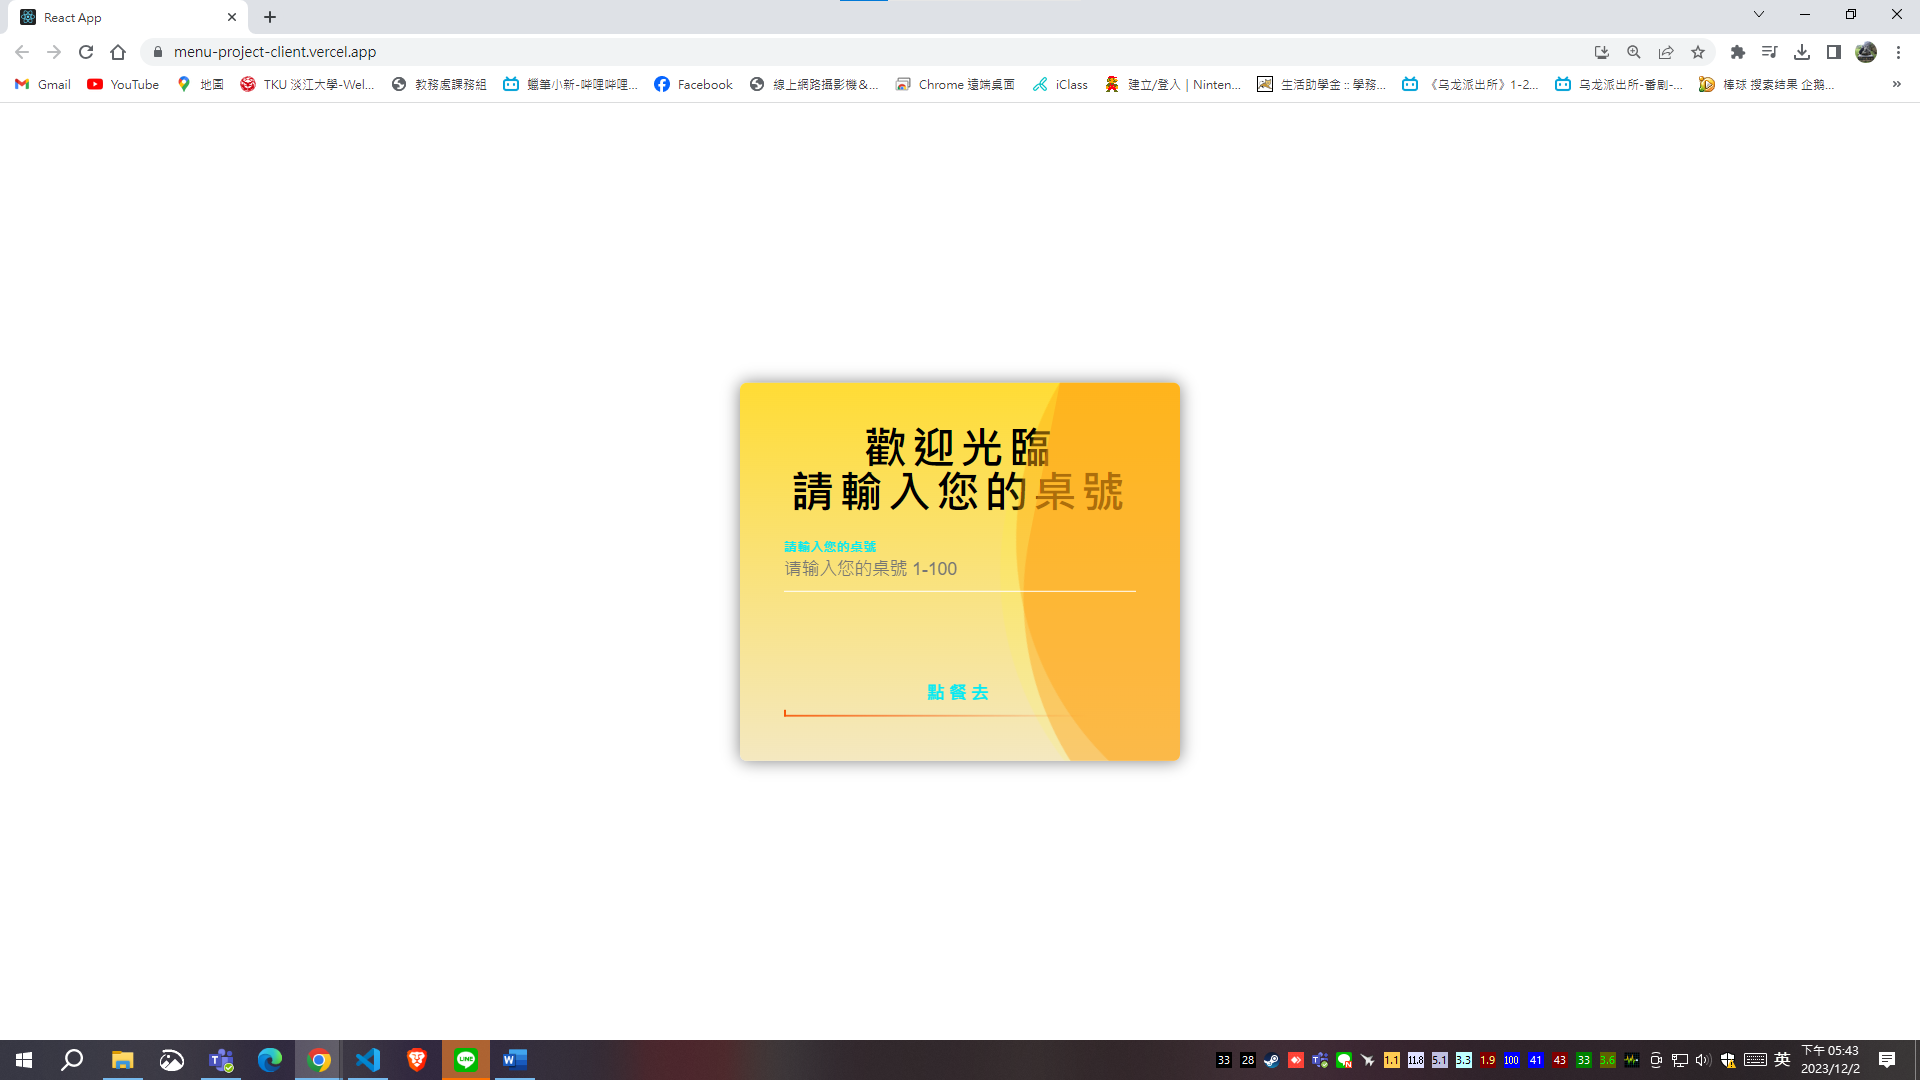 React App
menu-project-client.vercel.app
Gmail
YouTube
地圖
TKU 淡江大學-Wel...
教務處課務組
蠟筆小新-哔哩哔哩...
Facebook
線上網路攝影機&...
Chrome 遠端桌面
iClass
建立/登入 | Ninten...
生活助學金 :: 學務...
《乌龙派出所》1-2...
乌龙派出所-番剧-...
棒球 搜索结果 企鹅...
»
歡迎光臨
請輸入您的桌號
請輸入您的桌號
请输入您的桌號 1-100
點餐去
33
28
1.1
11.8
5.1
3.3
1.9
100
41
43
33
3.6
英
下午 05:43
2023/12/2